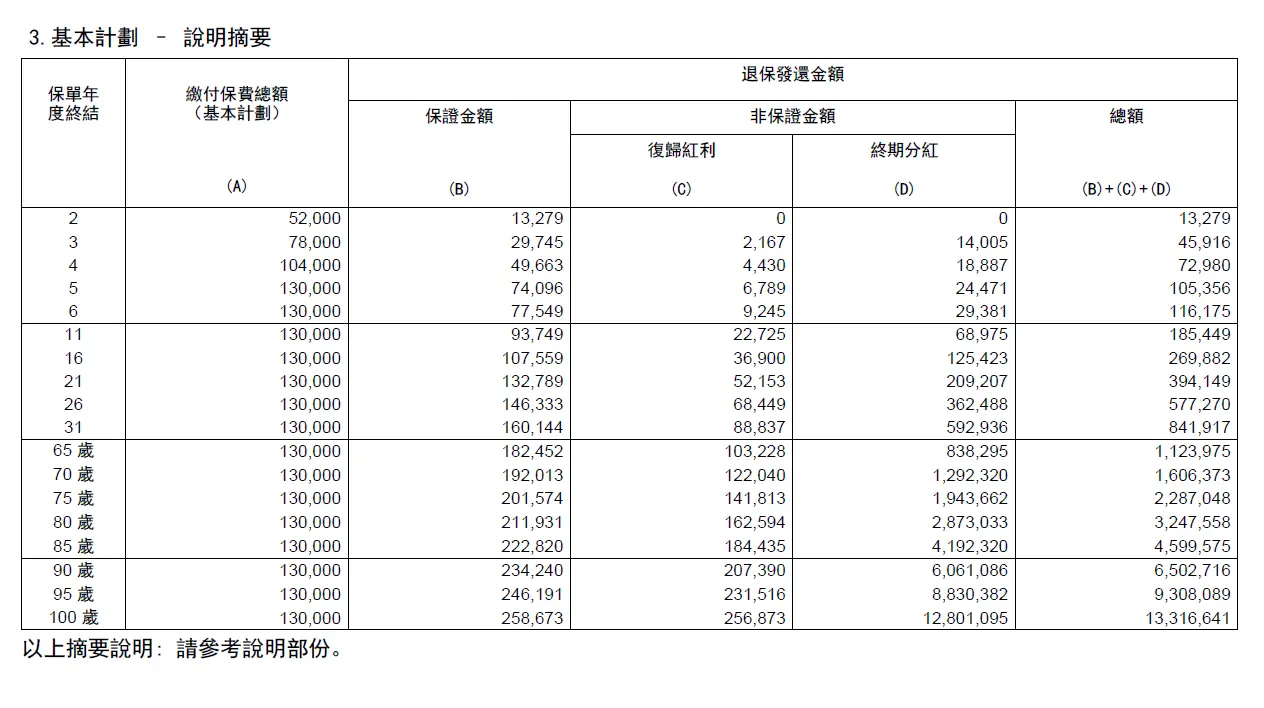 3. 基本計劃 – 說明摘要
保單年度終結 繳付保費總額（基本計劃） 退保發還金額
保證金額 非保證金額 總額
復歸紅利 終期分紅
(A) (B) (C) (D) (B)+(C)+(D)
2 52,000 13,279 0 0 13,279
3 78,000 29,745 2,167 14,005 45,916
4 104,000 49,663 4,430 18,887 72,980
5 130,000 74,096 6,789 24,471 105,356
6 130,000 77,549 9,245 29,381 116,175
11 130,000 93,749 22,725 68,975 185,449
16 130,000 107,559 36,900 125,423 269,882
21 130,000 132,789 52,153 209,207 394,149
26 130,000 146,333 68,449 362,488 577,270
31 130,000 160,144 88,837 592,936 841,917
65 歲 130,000 182,452 103,228 838,295 1,123,975
70 歲 130,000 192,013 122,040 1,292,320 1,606,373
75 歲 130,000 201,574 141,813 1,943,662 2,287,048
80 歲 130,000 211,931 162,594 2,873,033 3,247,558
85 歲 130,000 222,820 184,435 4,192,320 4,599,575
90 歲 130,000 234,240 207,390 6,061,086 6,502,716
95 歲 130,000 246,191 231,516 8,830,382 9,308,089
100 歲 130,000 258,673 256,873 12,801,095 13,316,641
以上摘要說明: 請參考說明部份。